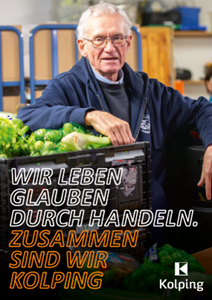 WIR LEBEN
GLAUBEN
DURCH HANDELN.
ZUSAMMEN
SIND WIR
KOLPING
Kolping